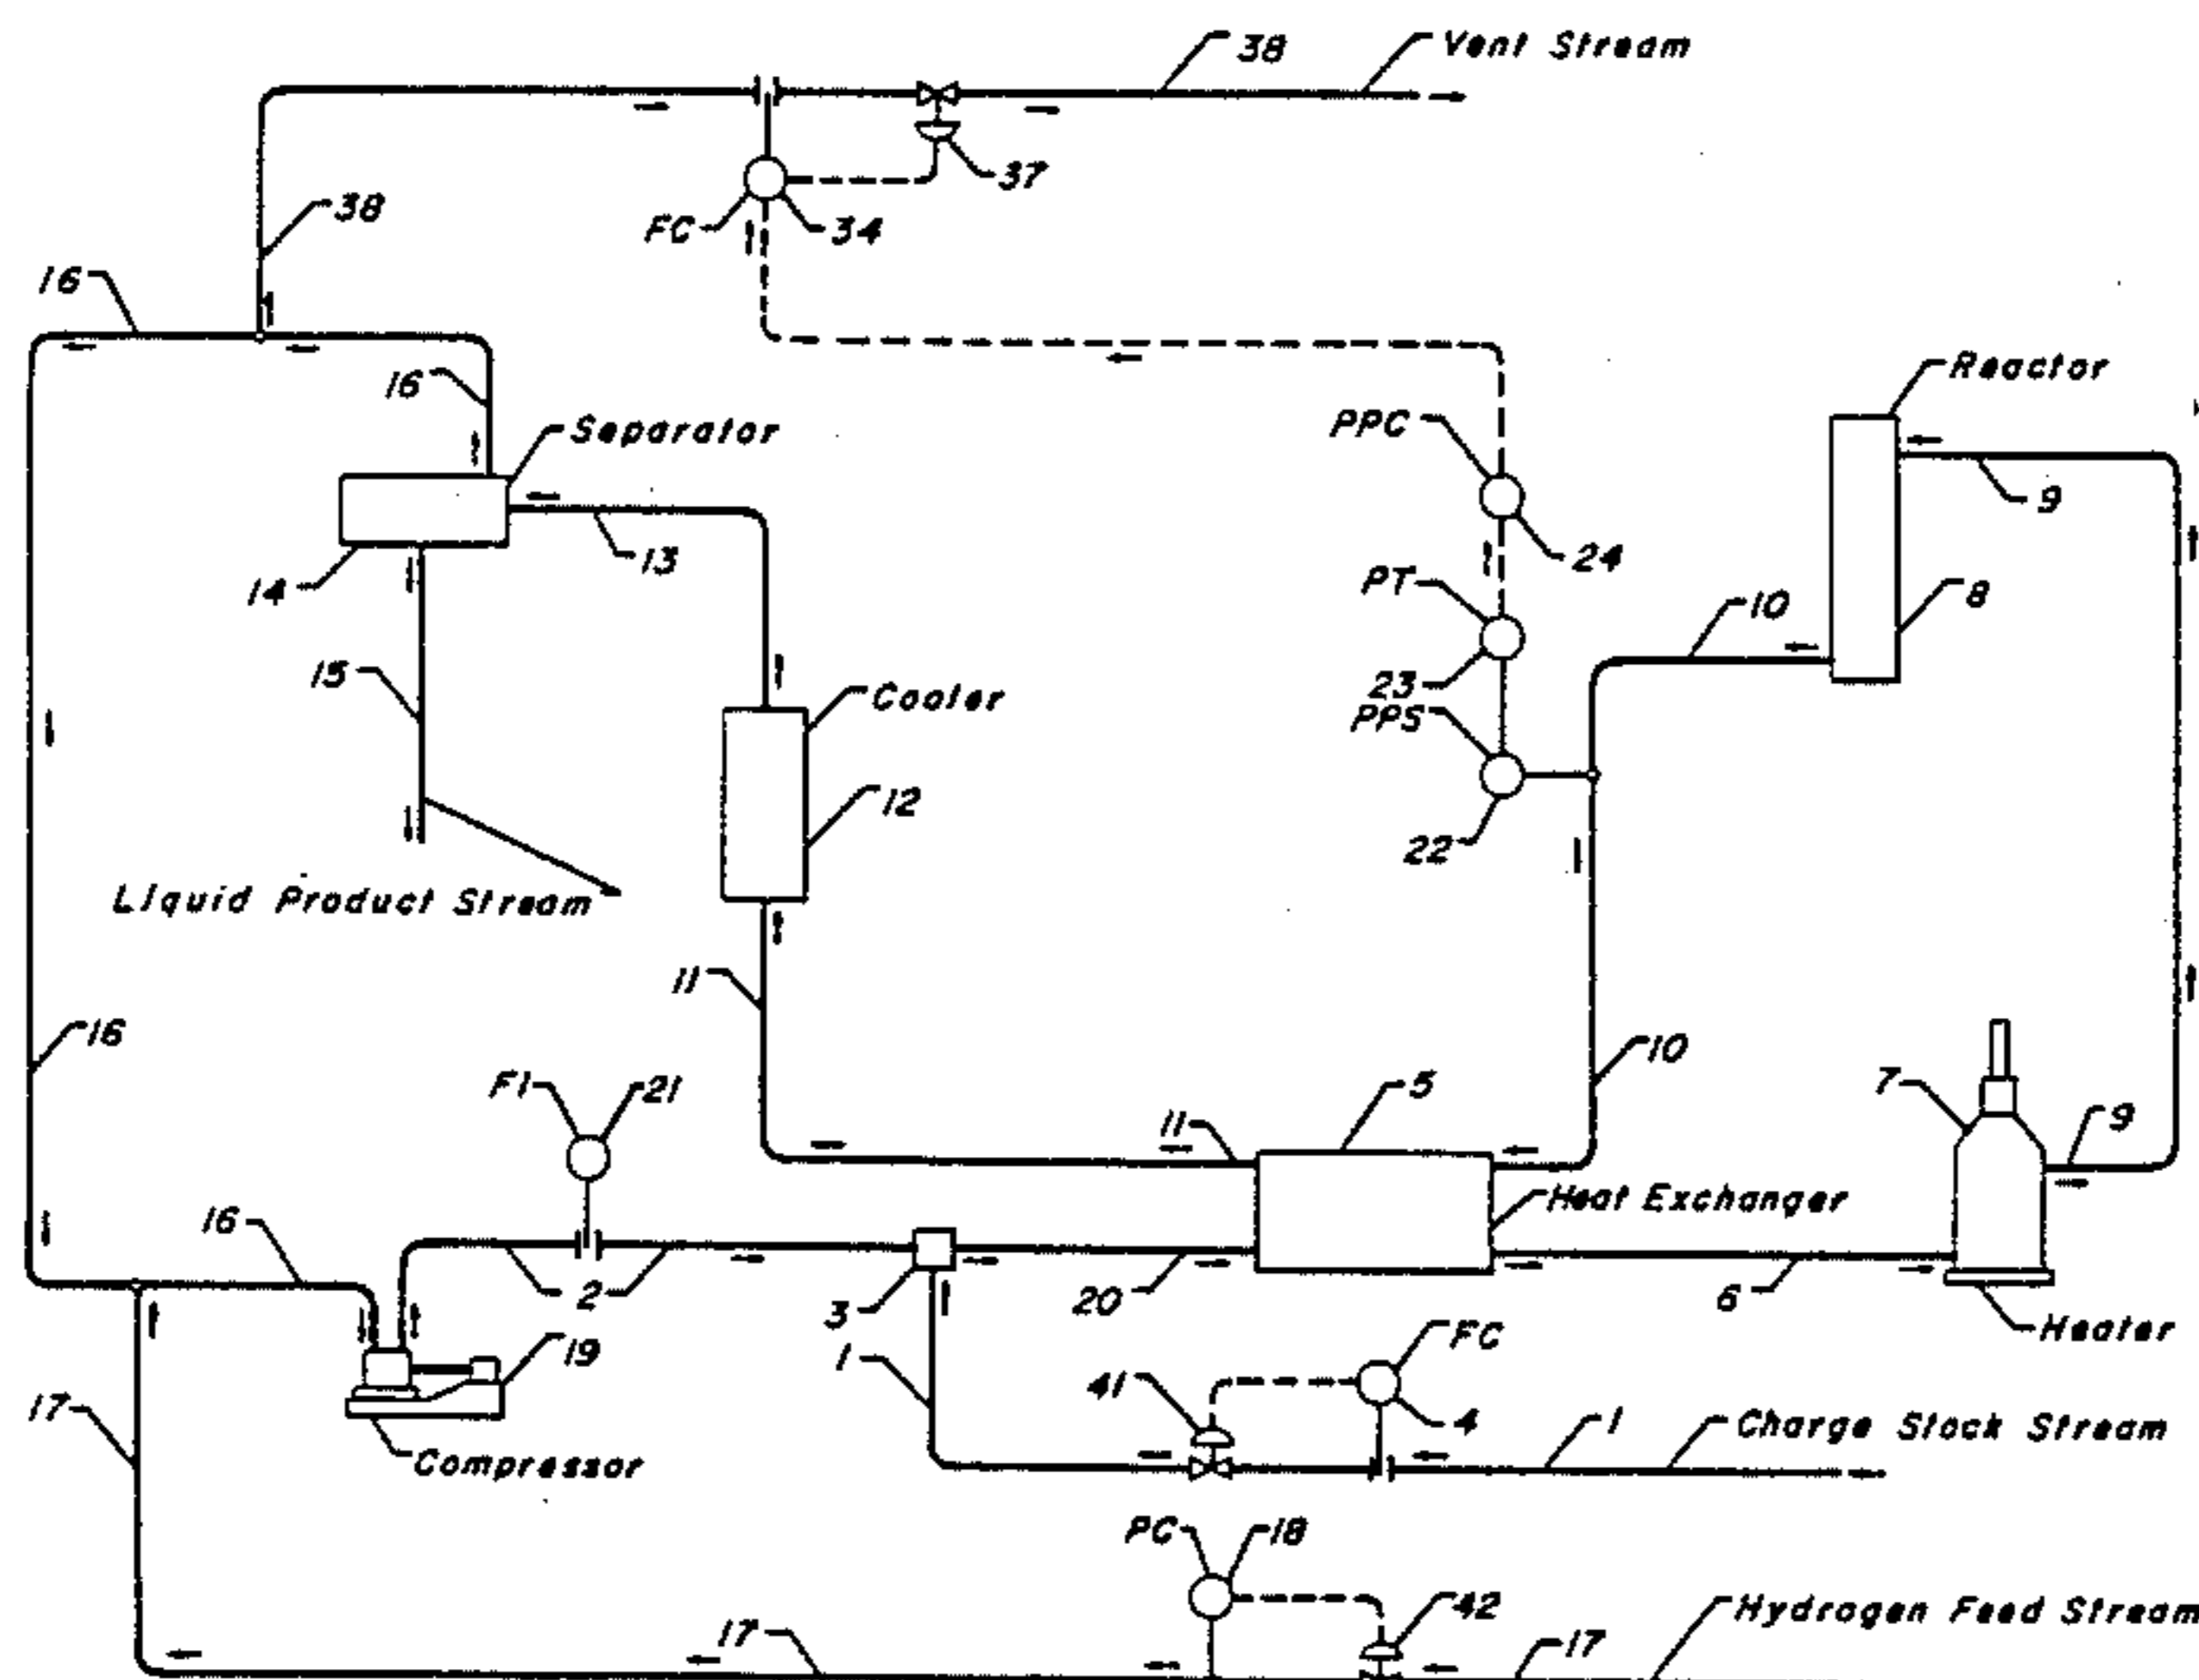 38
Vent Stream
37
FC
34
38
16
16
Reactor
PPC
Separator
9
13
24
14
PT
10
8
15
23
Cooler
PPS
12
22
Liquid Product Stream
11
16
10
F1
21
5
7
11
9
16
Heat Exchanger
2
3
20
6
Heater
FC
19
1
41
4
17
1
Charge Stock Stream
Compressor
PC
18
42
Hydrogen Feed Stream
17
17